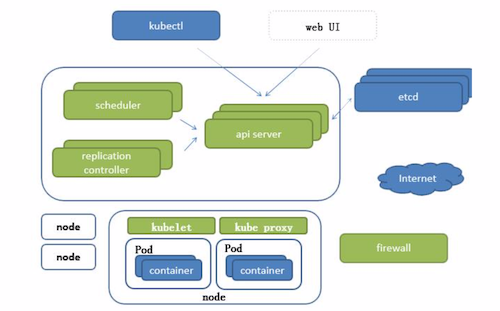 kubectl
web UI
scheduler
etcd
api server
replication
controller
Internet
node
kubelet
kube proxy
node
Pod
Pod
firewall
container
container
node